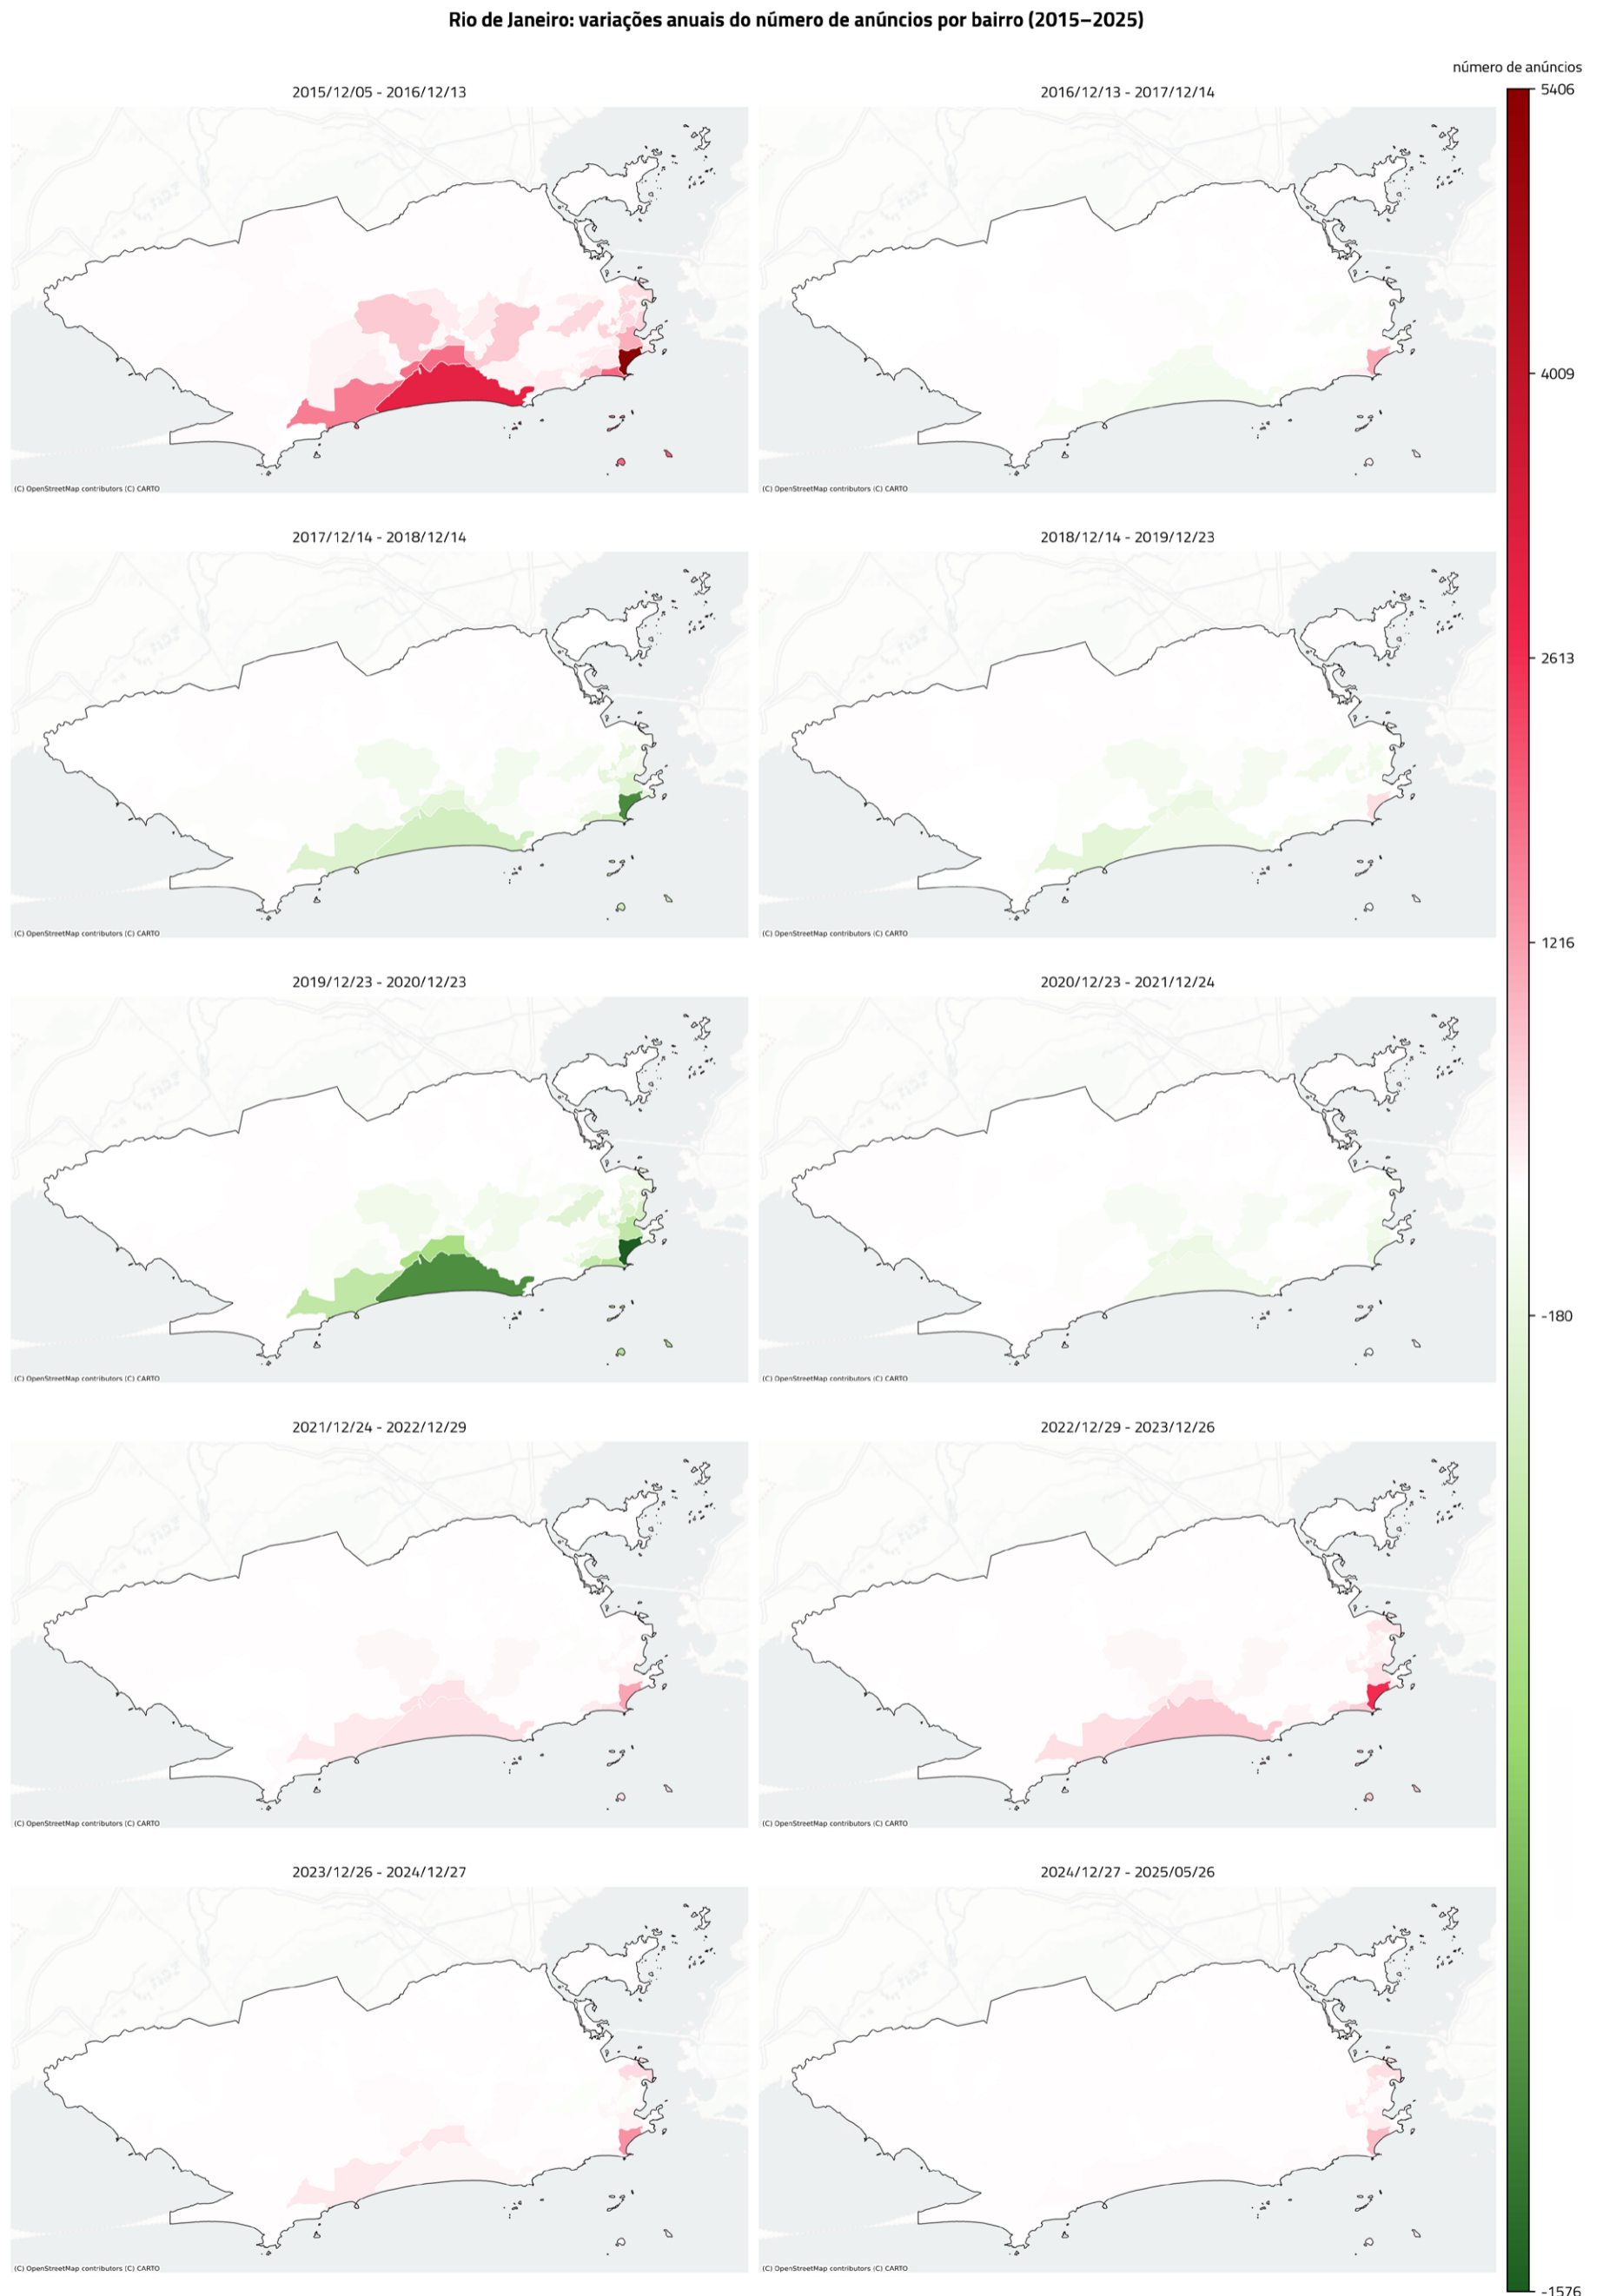 Rio de Janeiro: variações anuais do número de anúncios por bairro (2015–2025)
número de anúncios
5406
4009
2613
1216
-180
-1576
2015/12/05 - 2016/12/13
(C) OpenStreetMap contributors (C) CARTO
2016/12/13 - 2017/12/14
(C) OpenStreetMap contributors (C) CARTO
2017/12/14 - 2018/12/14
(C) OpenStreetMap contributors (C) CARTO
2018/12/14 - 2019/12/23
(C) OpenStreetMap contributors (C) CARTO
2019/12/23 - 2020/12/23
(C) OpenStreetMap contributors (C) CARTO
2020/12/23 - 2021/12/24
(C) OpenStreetMap contributors (C) CARTO
2021/12/24 - 2022/12/29
(C) OpenStreetMap contributors (C) CARTO
2022/12/29 - 2023/12/26
(C) OpenStreetMap contributors (C) CARTO
2023/12/26 - 2024/12/27
(C) OpenStreetMap contributors (C) CARTO
2024/12/27 - 2025/05/26
(C) OpenStreetMap contributors (C) CARTO